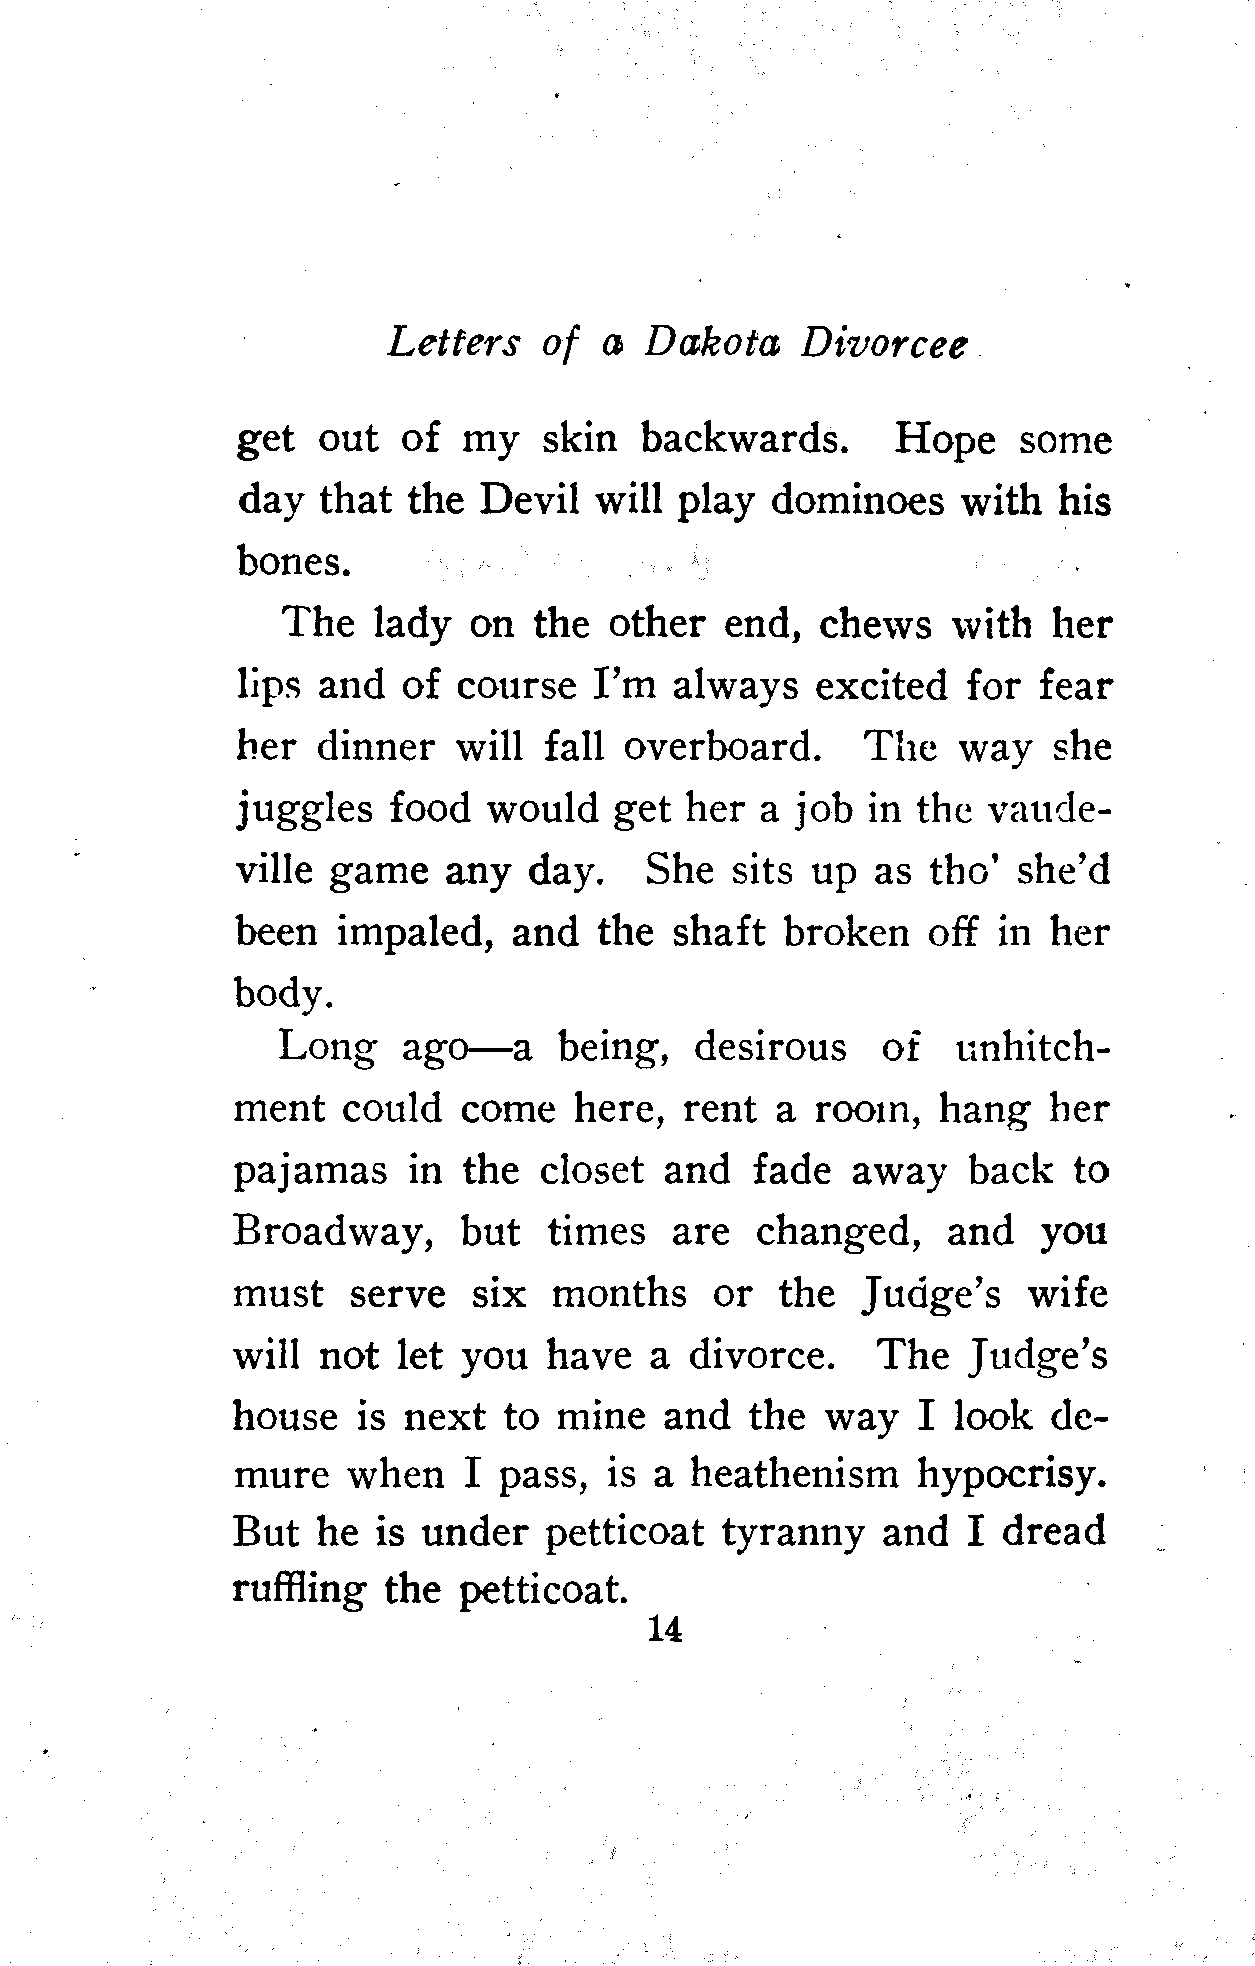 Letters of a Dakota Divorcee
get out of my skin backwards. Hope some
day that the Devil will play dominoes with his
bones.
The lady on the other end, chews with her
lips and of course I'm always excited for fear
her dinner will fall overboard. The way she
juggles food would get her a job in the vaude-
ville game any day. She sits up as tho' she'd
been impaled, and the shaft broken off in her
body.
Long ago—a being, desirous of unhitch-
ment could come here, rent a room, hang her
pajamas in the closet and fade away back to
Broadway, but times are changed, and you
must serve six months or the Judge's wife
will not let you have a divorce. The Judge's
house is next to mine and the way I look de-
mure when I pass, is a heathenism hypocrisy.
But he is under petticoat tyranny and I dread
ruffling the petticoat.
14